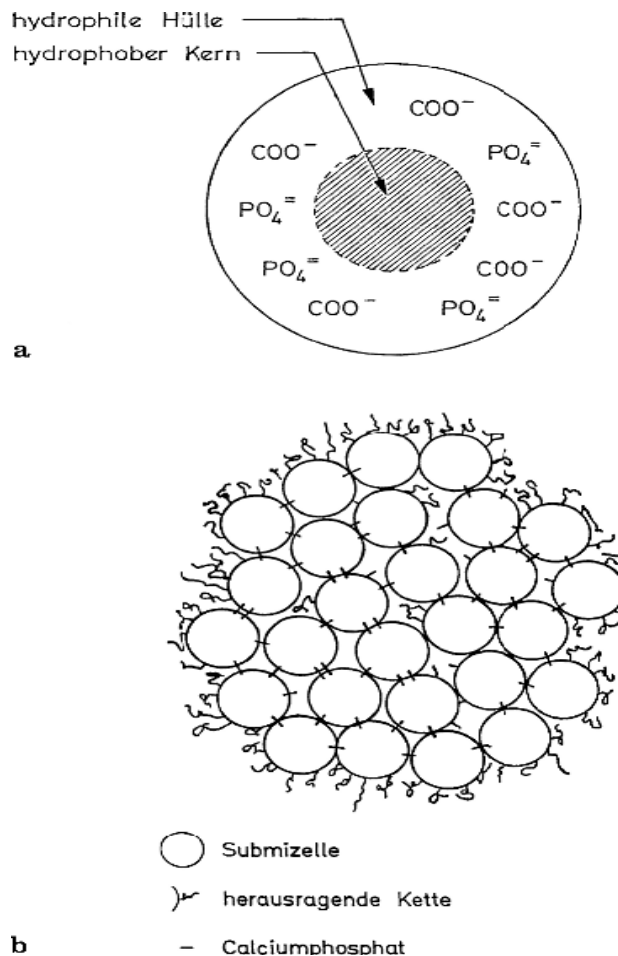 hydrophile Hülle
hydrophober Kern
COO⁻
COO⁻
PO₄⁼
PO₄⁼
COO⁻
PO₄⁼
COO⁻
COO⁻
PO₄⁼
a
Submizelle
herausragende Kette
b
– Calciumphosphat